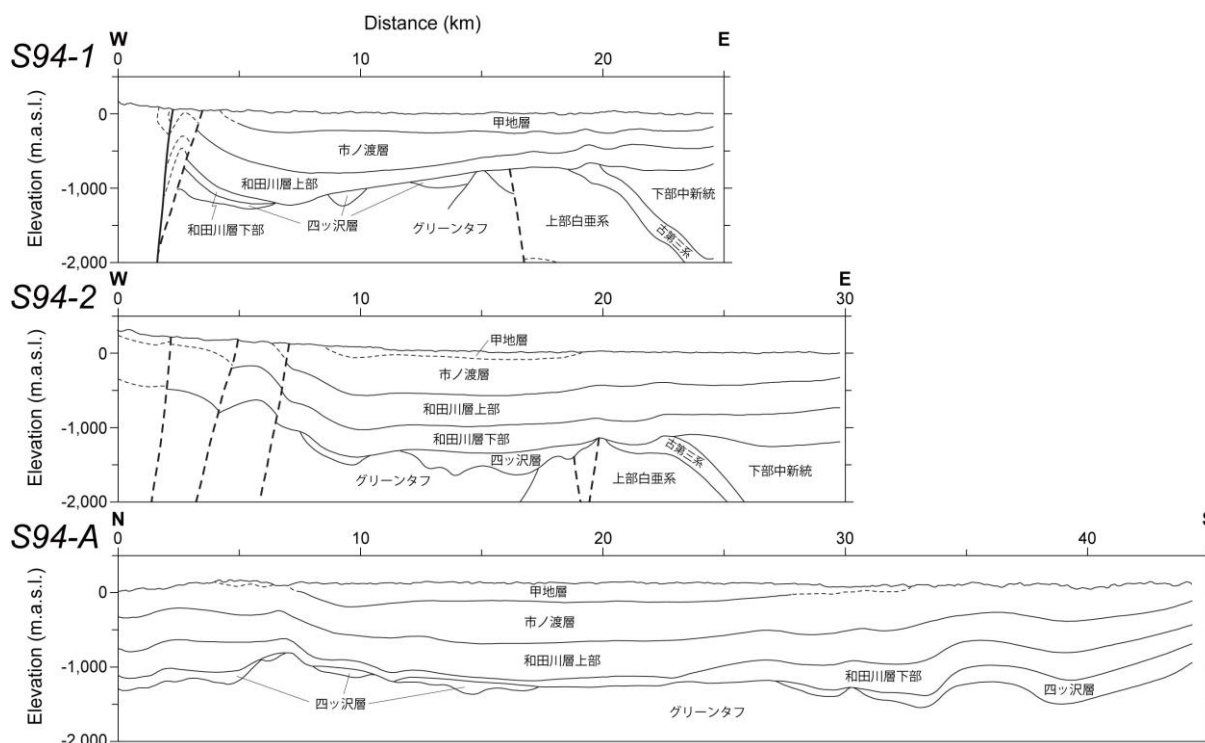 Distance (km)
S94-1
W
E
0 10 20
Elevation (m.a.s.l.)
0
-1,000
-2,000
甲地層
市ノ渡層
和田川層上部
和田川層下部
四ッ沢層
グリーンタフ
上部白亜系
古第三系
下部中新統
S94-2
W
E
0 10 20 30
Elevation (m.a.s.l.)
0
-1,000
-2,000
甲地層
市ノ渡層
和田川層上部
和田川層下部
四ッ沢層
グリーンタフ
上部白亜系
古第三系
下部中新統
S94-A
N
S
0 10 20 30 40
Elevation (m.a.s.l.)
0
-1,000
-2,000
甲地層
市ノ渡層
和田川層上部
和田川層下部
四ッ沢層
四ッ沢層
グリーンタフ